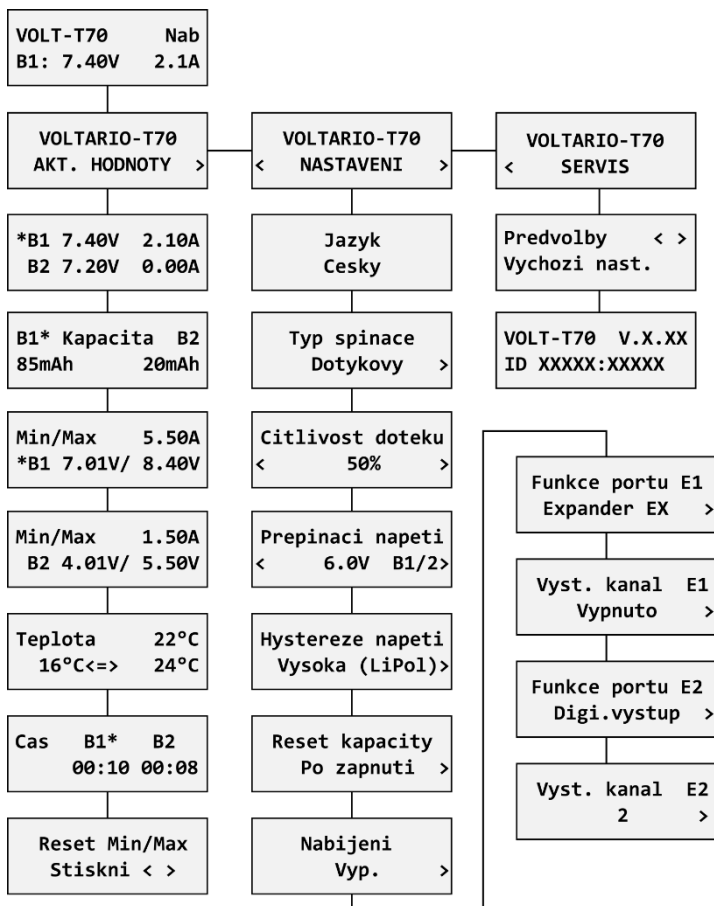 VOLT-T70 Nab
B1: 7.40V 2.1A
VOLTARIO-T70
AKT. HODNOTY >
*B1 7.40V 2.10A
B2 7.20V 0.00A
B1* Kapacita B2
85mAh 20mAh
Min/Max 5.50A
*B1 7.01V/ 8.40V
Min/Max 1.50A
B2 4.01V/ 5.50V
Teplota 22°C
16°C<=> 24°C
Cas B1* B2
00:10 00:08
Reset Min/Max
Stiskni < >
VOLTARIO-T70
< NASTAVENI >
Jazyk
Cesky
Typ spinace
Dotykovy >
Citlivost doteku
< 50% >
Prepinaci napeti
< 6.0V B1/2>
Hystereze napeti
Vysoka (LiPol)>
Reset kapacity
Po zapnuti >
Nabijeni
Vyp. >
Funkce portu E1
Expander EX >
Vyst. kanal E1
Vypnuto >
Funkce portu E2
Digi.vystup >
Vyst. kanal E2
2 >
VOLTARIO-T70
< SERVIS
Predvolby < >
Vychozi nast.
VOLT-T70 V.X.XX
ID XXXXX:XXXXX